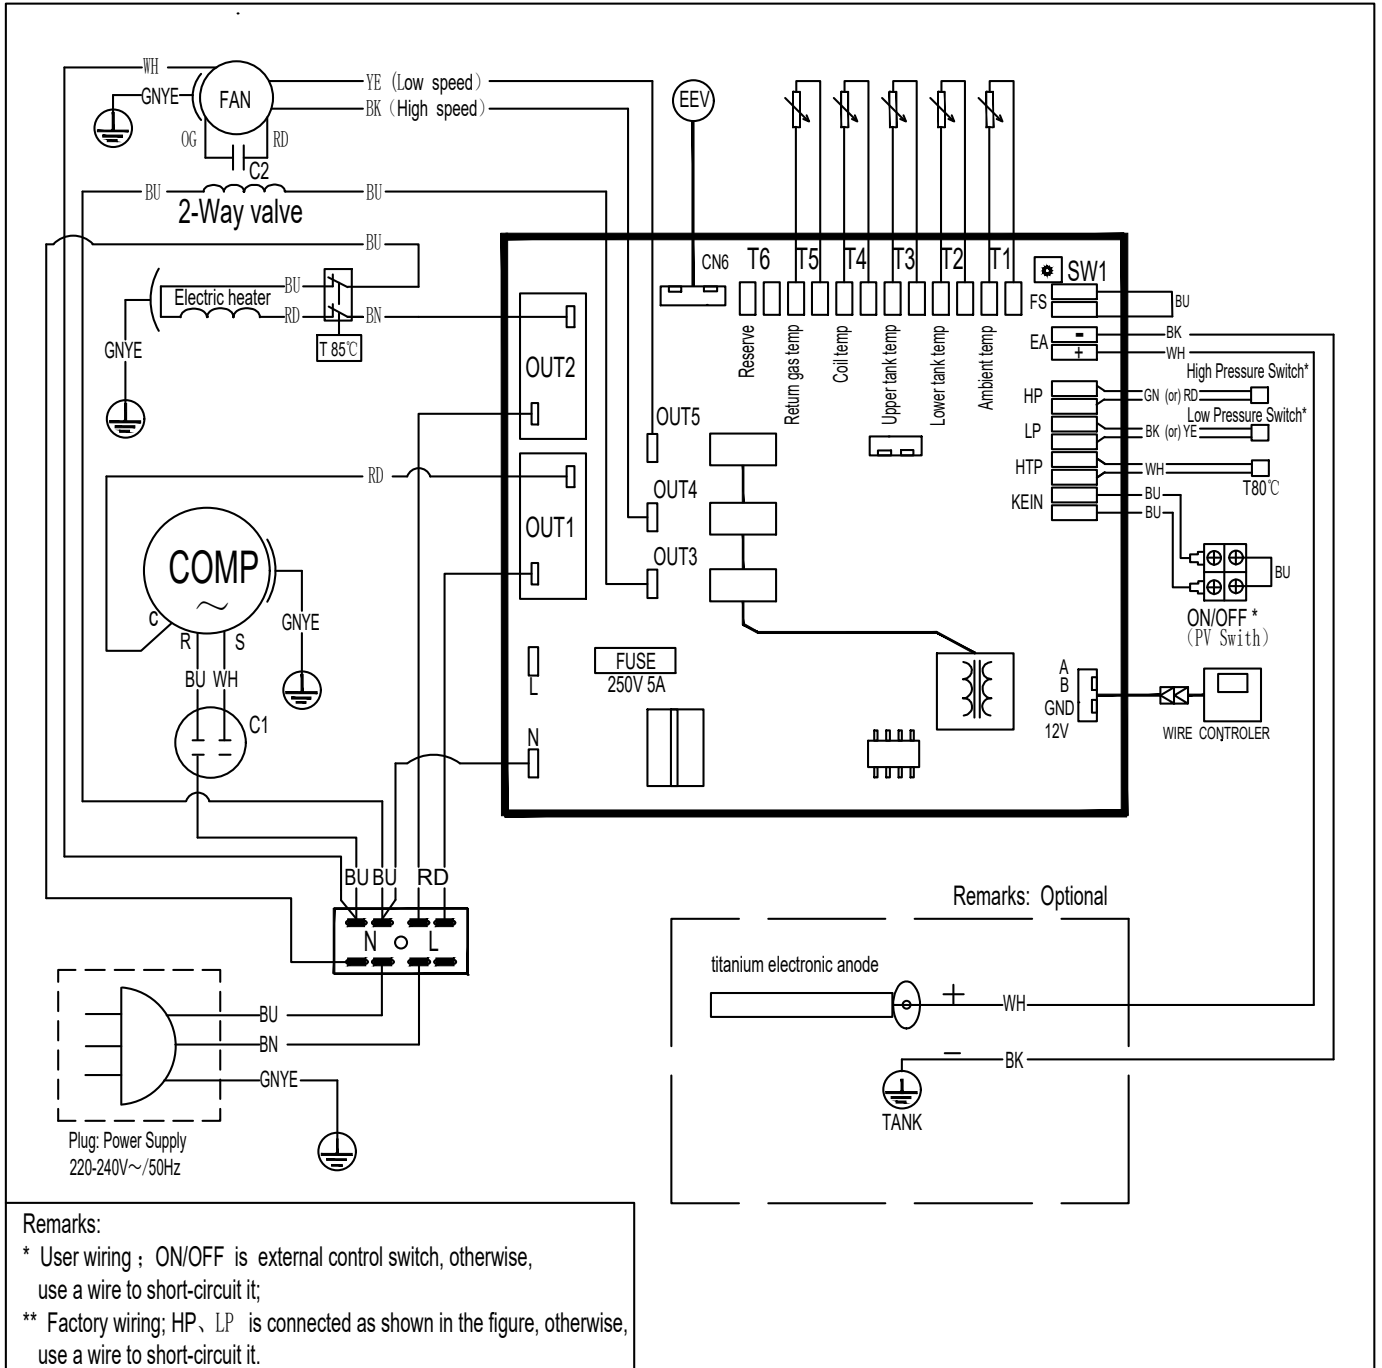 WH
GNYE
FAN
YE (Low speed)
BK (High speed)
OG
RD
C2
EEV
BU
BU
2-Way valve
BU
CN6
T6
T5
T4
T3
T2
T1
SW1
FS
BU
Electric heater
BU
RD
BN
T 85℃
GNYE
OUT2
Reserve
Return gas temp
Coil temp
Upper tank temp
Lower tank temp
Ambient temp
EA
-
+
BK
WH
High Pressure Switch*
HP
GN (or) RD
Low Pressure Switch*
LP
BK (or) YE
HTP
WH
T80℃
KEIN
BU
BU
OUT5
OUT4
OUT3
RD
OUT1
COMP
～
C
R
S
GNYE
BU
WH
C1
BU
ON/OFF *
(PV Swith)
L
FUSE
250V 5A
N
A
B
GND
12V
WIRE CONTROLER
BU
BU
RD
N
L
Remarks: Optional
titanium electronic anode
+
WH
−
BK
TANK
BU
BN
GNYE
Plug: Power Supply
220-240V～/50Hz
Remarks:
* User wiring ; ON/OFF is external control switch, otherwise,
use a wire to short-circuit it;
** Factory wiring; HP、LP is connected as shown in the figure, otherwise,
use a wire to short-circuit it.